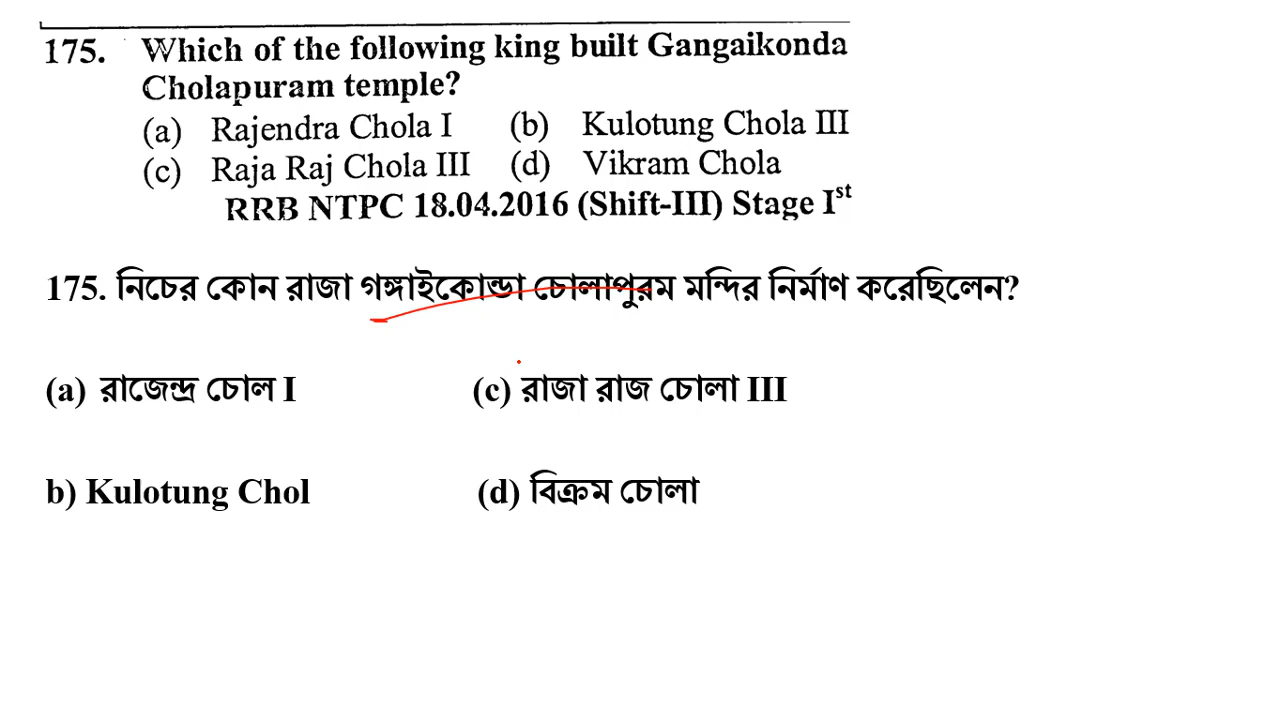 175. Which of the following king built Gangaikonda
Cholapuram temple?
(a) Rajendra Chola I (b) Kulotung Chola III
(c) Raja Raj Chola III (d) Vikram Chola
RRB NTPC 18.04.2016 (Shift-III) Stage Ist
175. নিচের কোন রাজা গঙ্গাইকোন্ডা চোলাপুরম মন্দির নির্মাণ করেছিলেন?
(a) রাজেন্দ্র চোল I (c) রাজা রাজ চোলা III
b) Kulotung Chol (d) বিক্রম চোলা